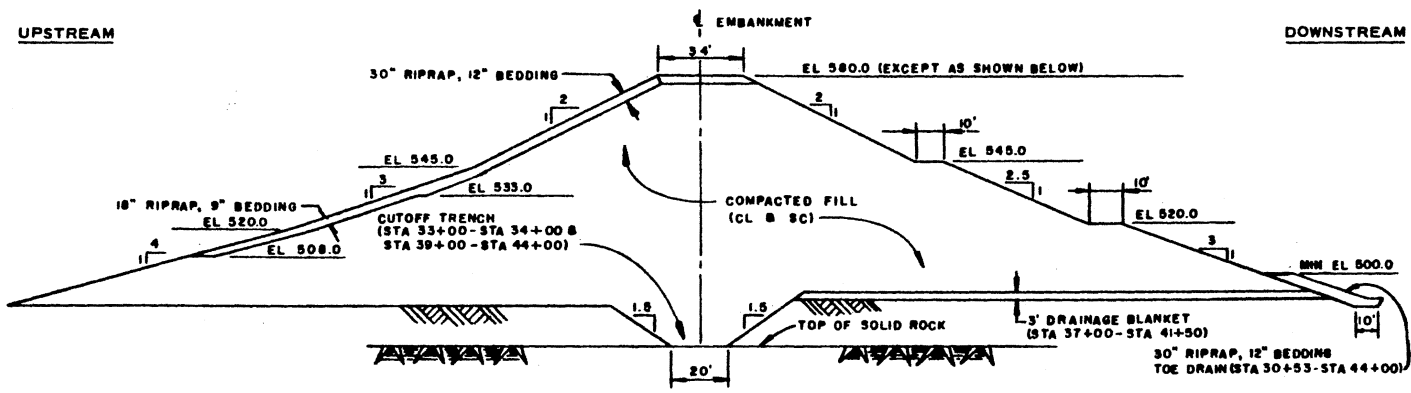 ℄ EMBANKMENT
UPSTREAM
DOWNSTREAM
34'
30" RIPRAP, 12" BEDDING
EL 580.0 (EXCEPT AS SHOWN BELOW)
2
1
2
1
10'
EL 545.0
EL 545.0
3
1
EL 533.0
2.5
1
10'
18" RIPRAP, 9" BEDDING
COMPACTED FILL
(CL & SC)
EL 520.0
CUTOFF TRENCH
(STA 33+00-STA 34+00 &
STA 39+00-STA 44+00)
EL 520.0
4
1
EL 508.0
3
1
MIN EL 500.0
1.5
1.5
TOP OF SOLID ROCK
3' DRAINAGE BLANKET
(STA 37+00-STA 41+50)
10'
20'
30" RIPRAP, 12" BEDDING
TOE DRAIN (STA 30+53-STA 44+00)